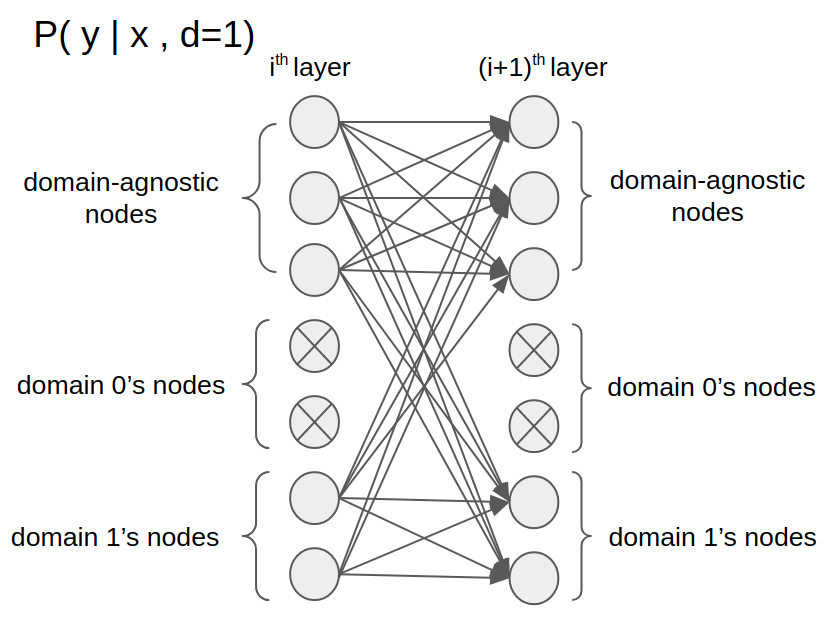 P( y | x , d=1)
iᵗʰ layer
(i+1)ᵗʰ layer
domain-agnostic
nodes
domain-agnostic
nodes
domain 0’s nodes
domain 0’s nodes
domain 1’s nodes
domain 1’s nodes